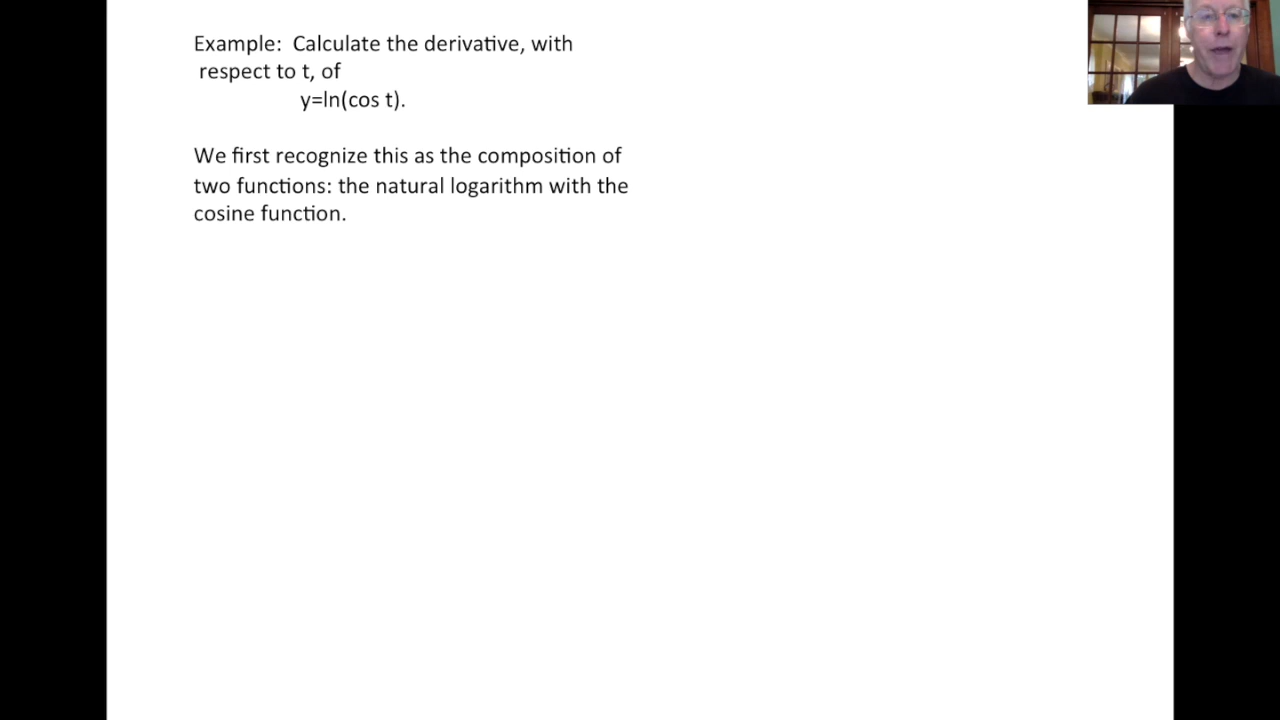 Example:  Calculate the derivative, with
respect to t, of
y=ln(cos t).
We first recognize this as the composition of
two functions: the natural logarithm with the
cosine function.